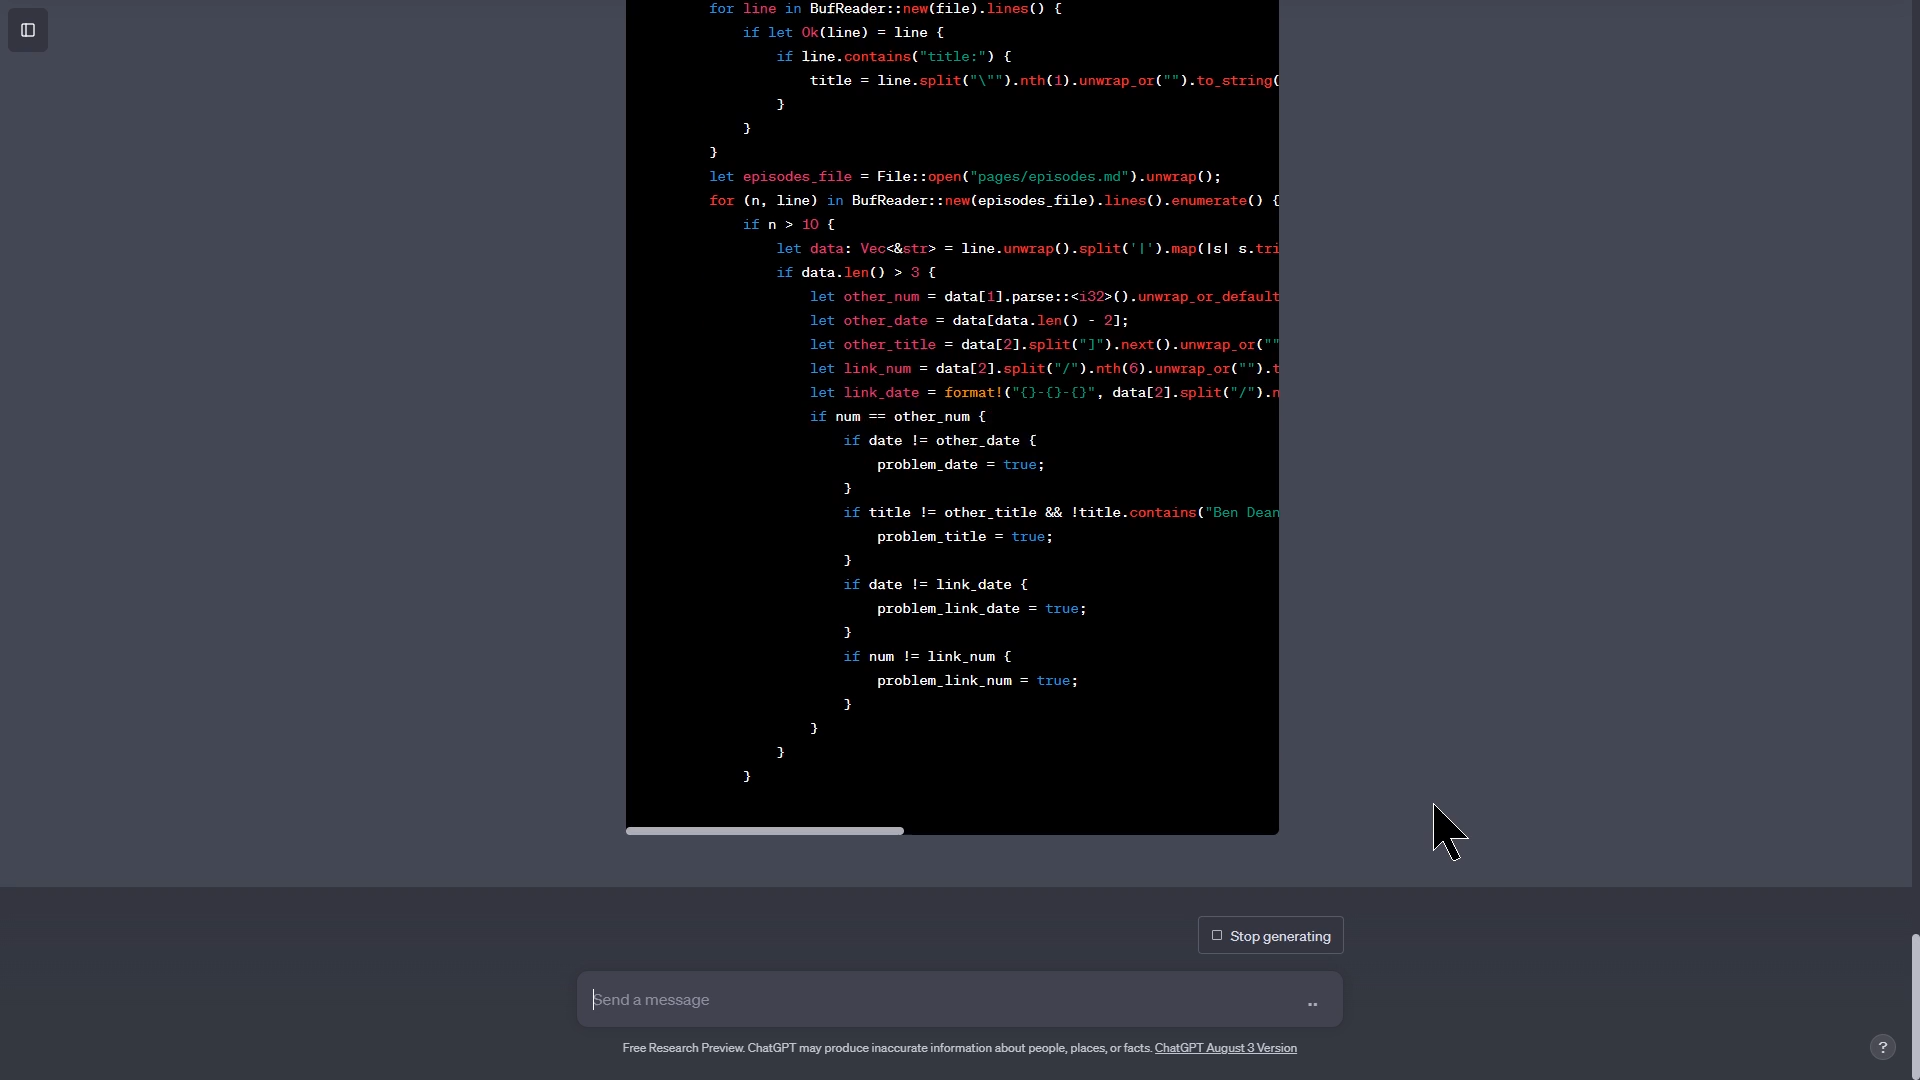 for line in BufReader::new(file).lines() {
if let Ok(line) = line {
if line.contains("title:") {
title = line.split("\"").nth(1).unwrap_or("").to_string(
}
}
}
let episodes_file = File::open("pages/episodes.md").unwrap();
for (n, line) in BufReader::new(episodes_file).lines().enumerate() {
if n > 10 {
let data: Vec<&str> = line.unwrap().split('|').map(|s| s.tri
if data.len() > 3 {
let other_num = data[1].parse::<i32>().unwrap_or_default
let other_date = data[data.len() - 2];
let other_title = data[2].split("]").next().unwrap_or(""
let link_num = data[2].split("/").nth(6).unwrap_or("").t
let link_date = format!("{}-{}-{}", data[2].split("/").n
if num == other_num {
if date != other_date {
problem_date = true;
}
if title != other_title && !title.contains("Ben Dean
problem_title = true;
}
if date != link_date {
problem_link_date = true;
}
if num != link_num {
problem_link_num = true;
}
}
}
}
Stop generating
Send a message
Free Research Preview. ChatGPT may produce inaccurate information about people, places, or facts. ChatGPT August 3 Version
?